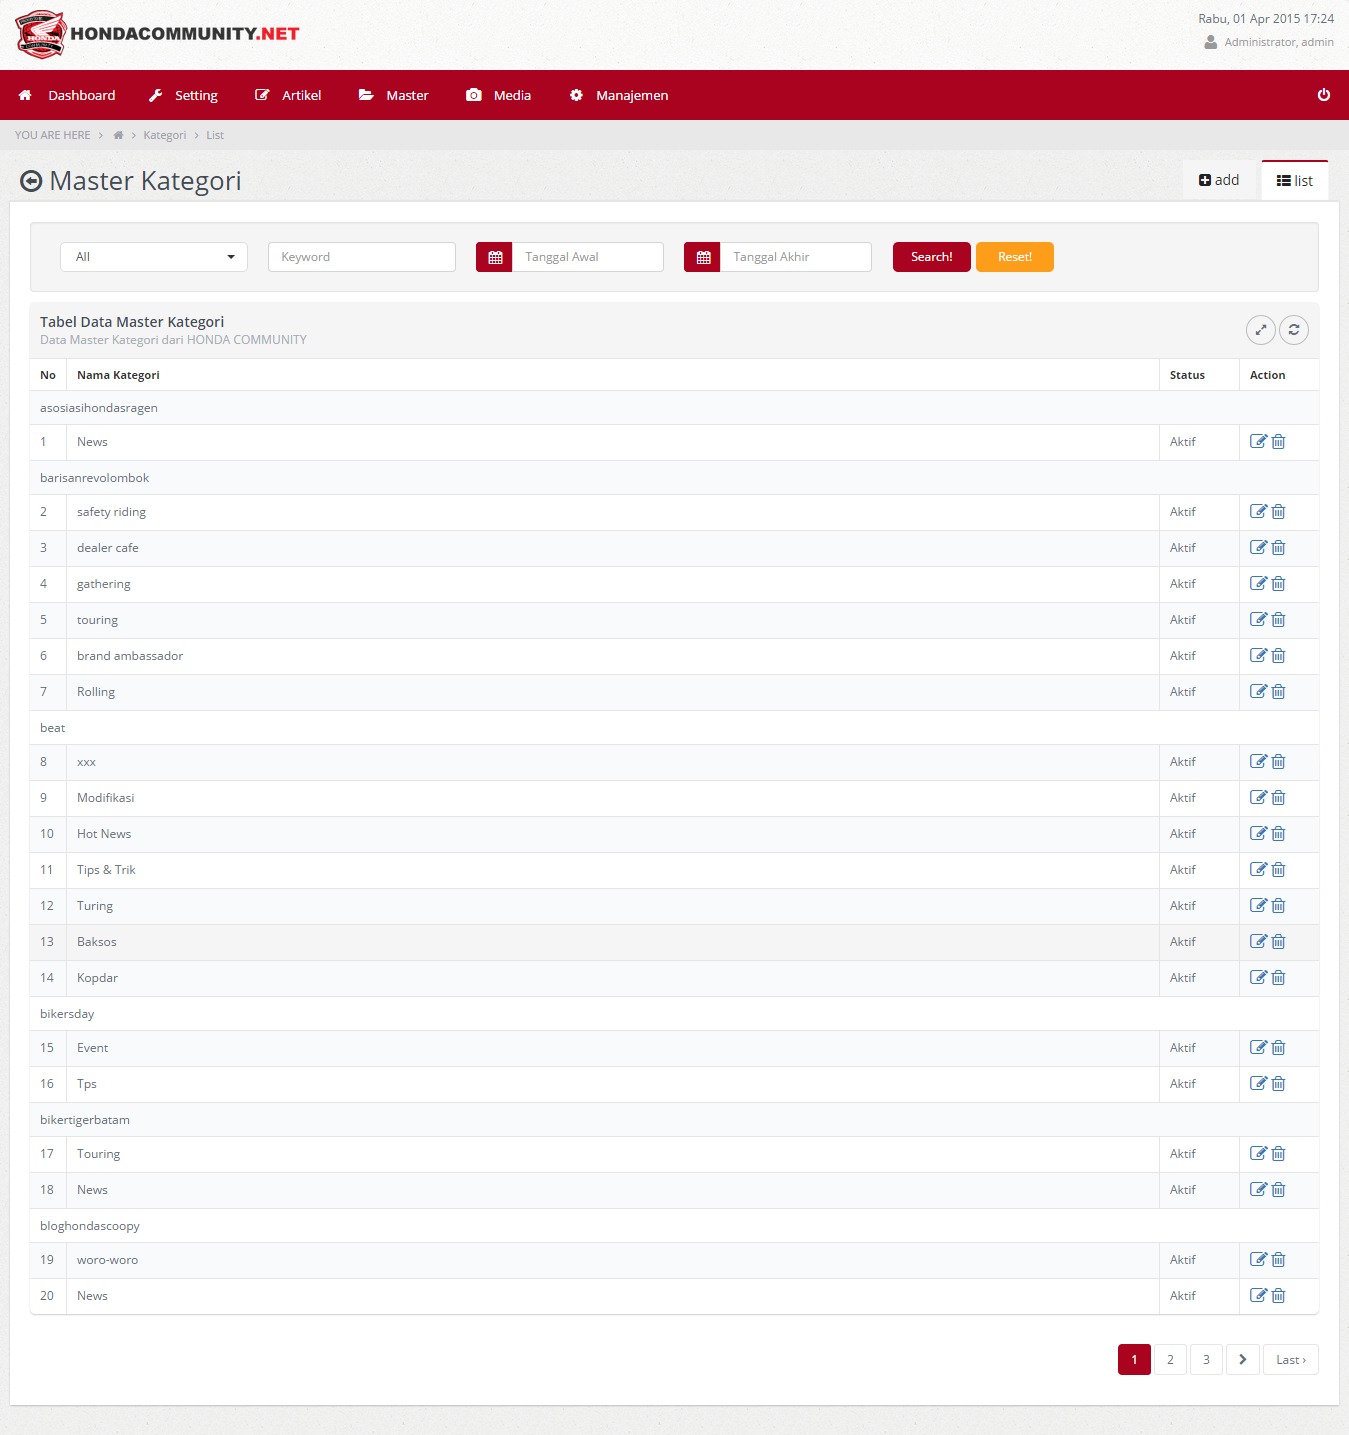 HONDACOMMUNITY.NET
Rabu, 01 Apr 2015 17:24
Administrator, admin
Dashboard Setting Artikel Master Media Manajemen
YOU ARE HERE > > Kategori > List
Master Kategori
add
list
All
Keyword
Tanggal Awal
Tanggal Akhir
Search!
Reset!
Tabel Data Master Kategori
Data Master Kategori dari HONDA COMMUNITY
No Nama Kategori Status Action
asosiasihondasragen
1 News Aktif
barisanrevolombok
2 safety riding Aktif
3 dealer cafe Aktif
4 gathering Aktif
5 touring Aktif
6 brand ambassador Aktif
7 Rolling Aktif
beat
8 xxx Aktif
9 Modifikasi Aktif
10 Hot News Aktif
11 Tips & Trik Aktif
12 Turing Aktif
13 Baksos Aktif
14 Kopdar Aktif
bikersday
15 Event Aktif
16 Tps Aktif
bikertigerbatam
17 Touring Aktif
18 News Aktif
bloghondascoopy
19 woro-woro Aktif
20 News Aktif
1 2 3 Last ›